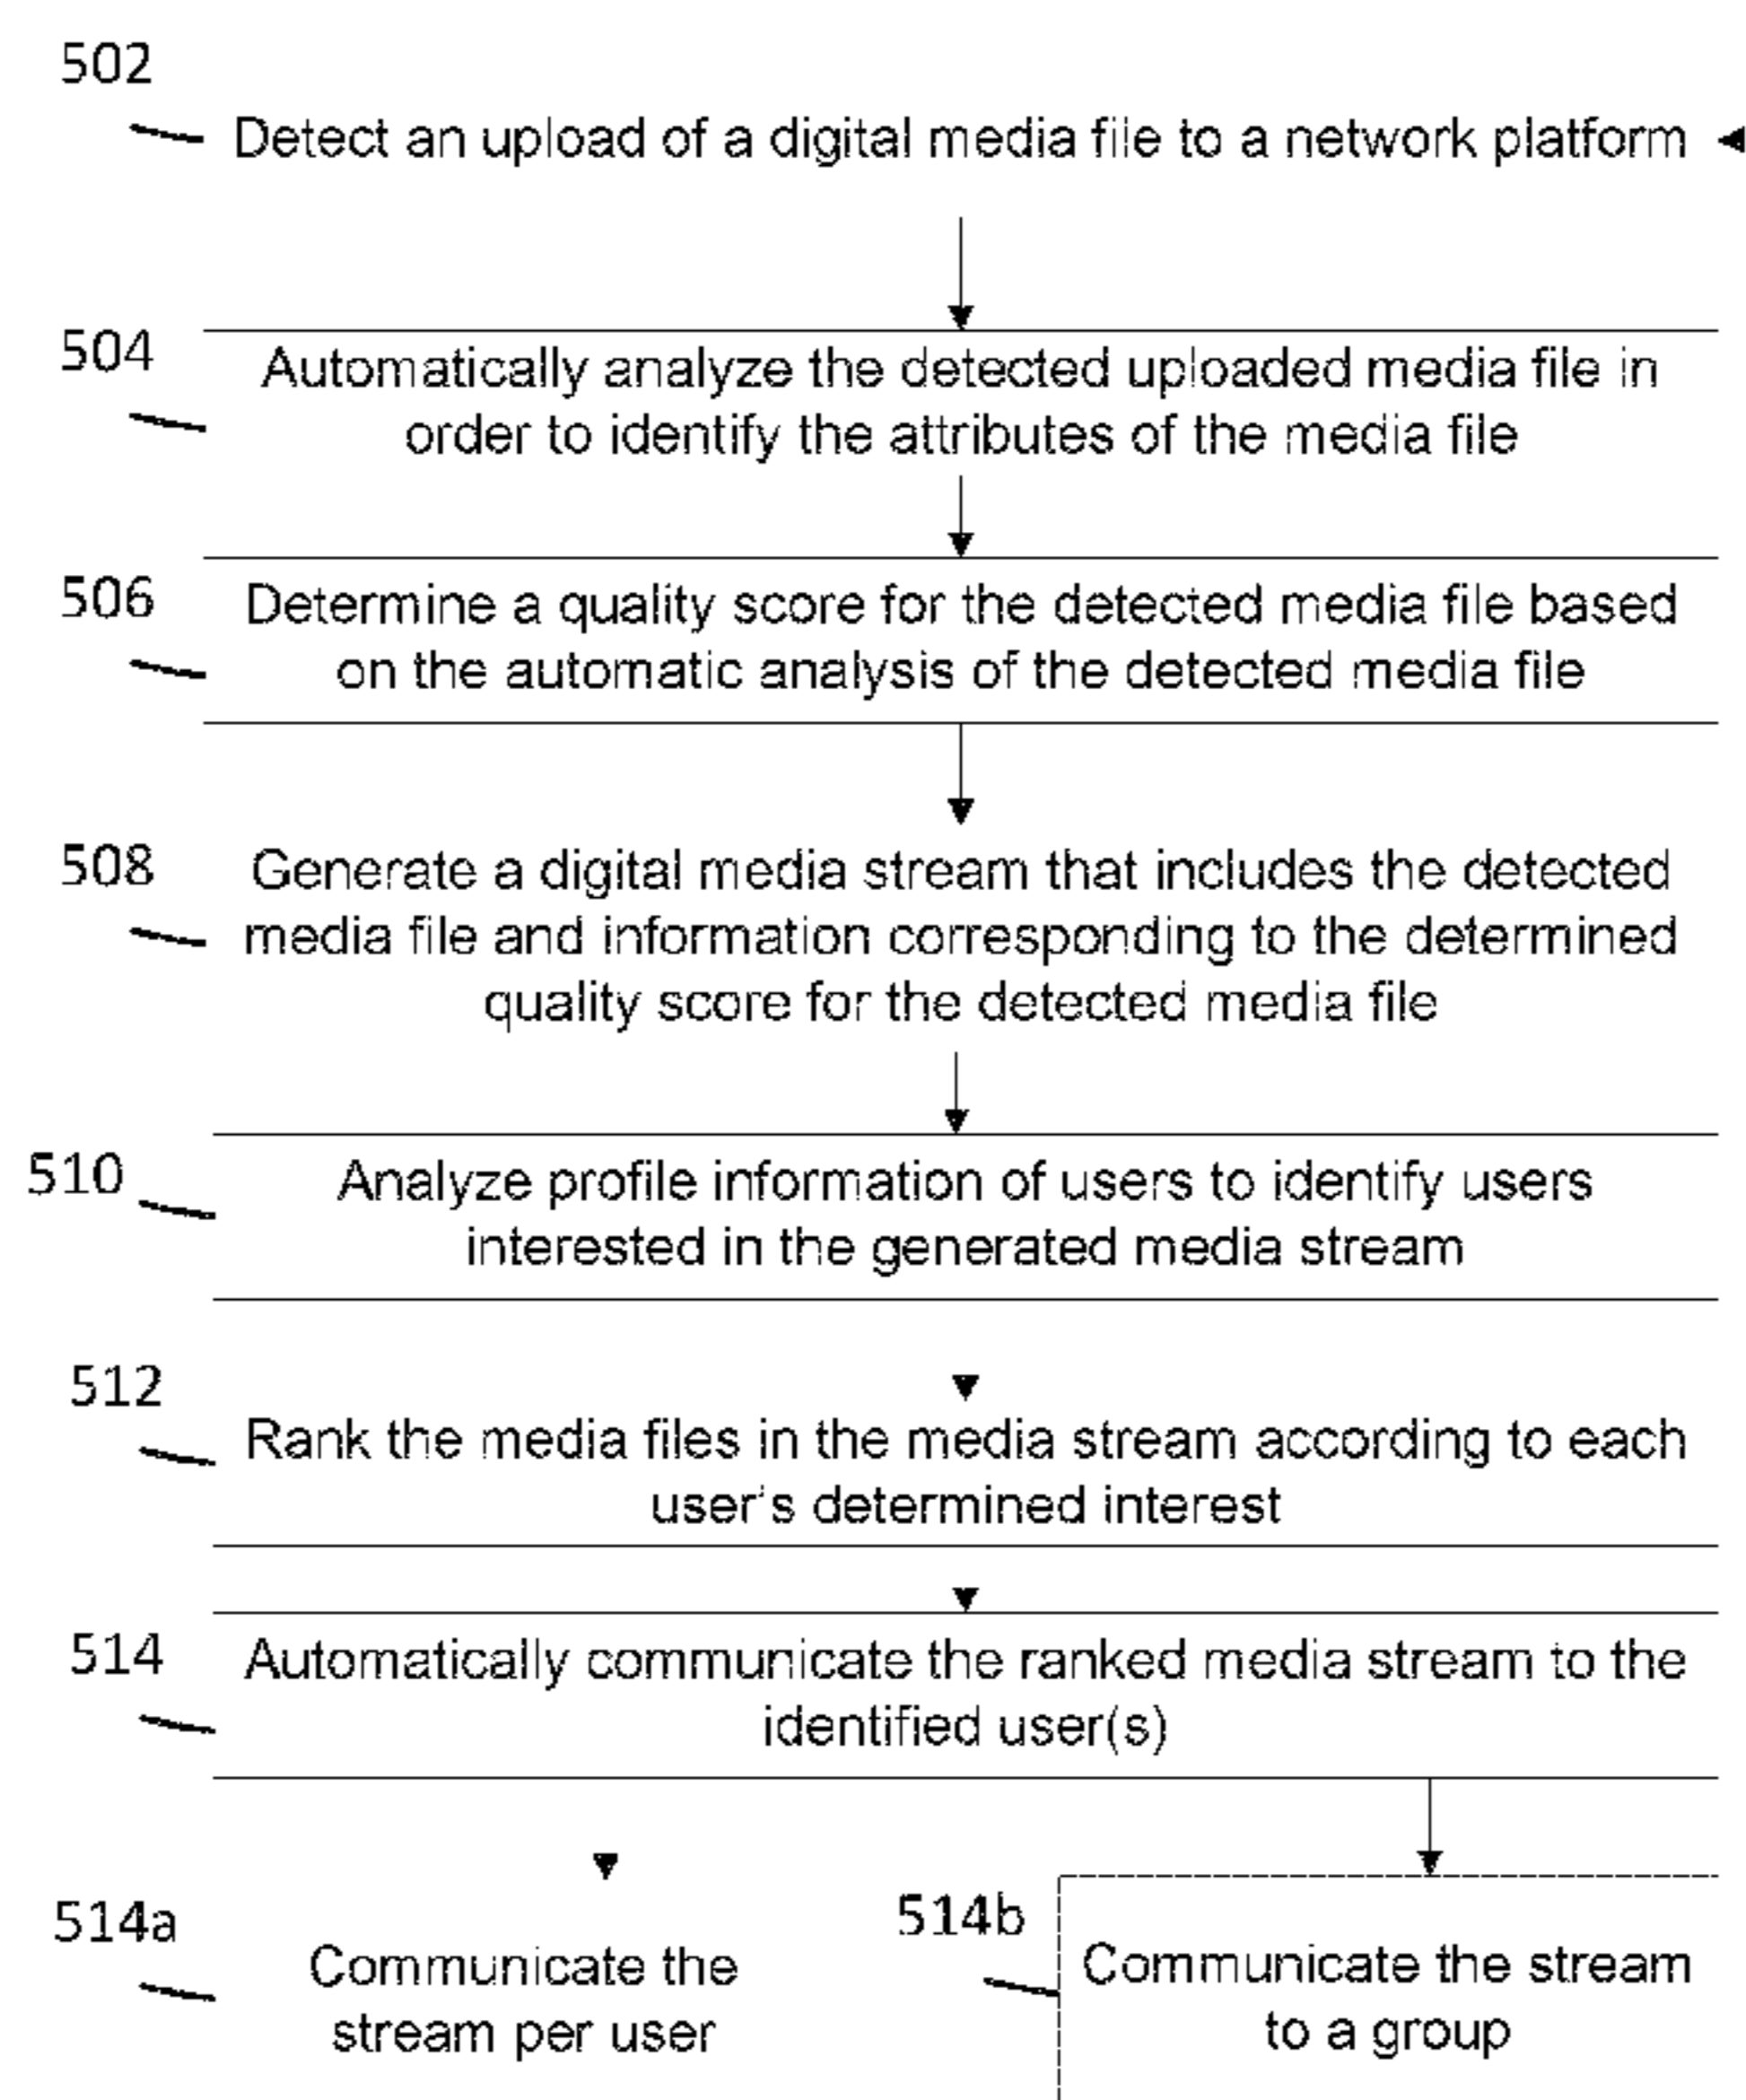 502
Detect an upload of a digital media file to a network platform
504
Automatically analyze the detected uploaded media file in
order to identify the attributes of the media file
506
Determine a quality score for the detected media file based
on the automatic analysis of the detected media file
508
Generate a digital media stream that includes the detected
media file and information corresponding to the determined
quality score for the detected media file
510
Analyze profile information of users to identify users
interested in the generated media stream
512
Rank the media files in the media stream according to each
user's determined interest
514
Automatically communicate the ranked media stream to the
identified user(s)
514a
Communicate the
stream per user
514b
Communicate the stream
to a group